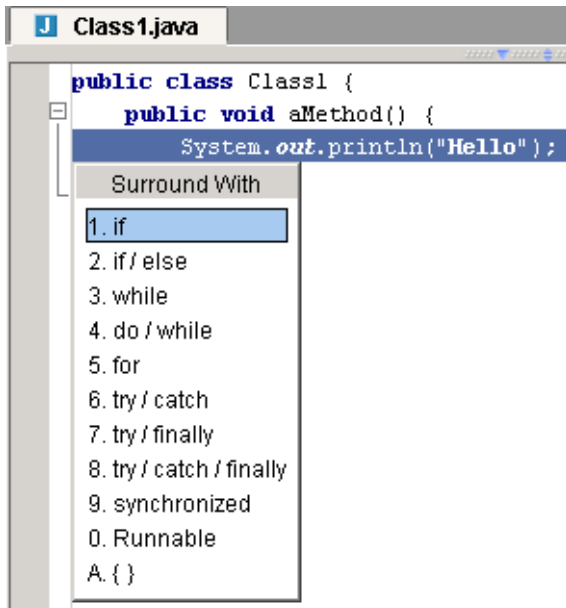 J Class1.java
public class Class1 {
public void aMethod() {
System.out.println("Hello");
Surround With
1. if
2. if / else
3. while
4. do / while
5. for
6. try / catch
7. try / finally
8. try / catch / finally
9. synchronized
0. Runnable
A. { }